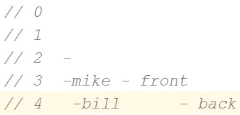 // 0
// 1
// 2  -
// 3  -mike - front
// 4   -bill      - back